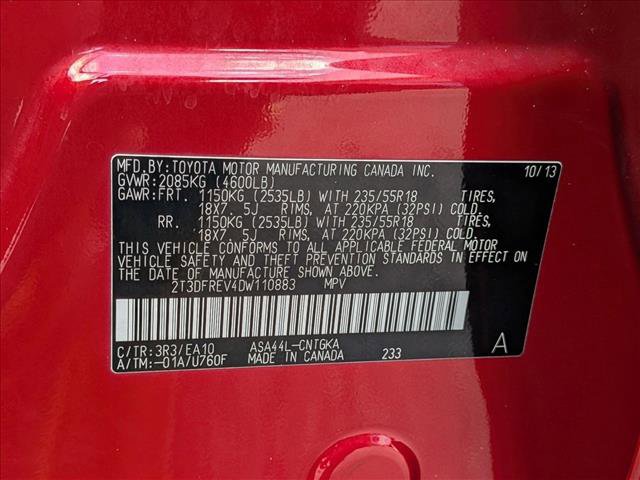 MFD.BY:TOYOTA MOTOR MANUFACTURING CANADA INC. 10/13
GVWR:2085KG (4600LB)
GAWR:FRT. 1150KG (2535LB) WITH 235/55R18 TIRES,
18X7. 5J RIMS, AT 220KPA (32PSI) COLD.
RR. 1150KG (2535LB) WITH 235/55R18 TIRES,
18X7. 5J RIMS, AT 220KPA (32PSI) COLD.
THIS VEHICLE CONFORMS TO ALL APPLICABLE FEDERAL MOTOR
VEHICLE SAFETY AND THEFT PREVENTION STANDARDS IN EFFECT ON
THE DATE OF MANUFACTURE SHOWN ABOVE.
2T3DFREV4DW110883 MPV
C/TR:3R3/EA10 ASA44L-CNTGKA A
A/TM:-01A/U760F MADE IN CANADA 233